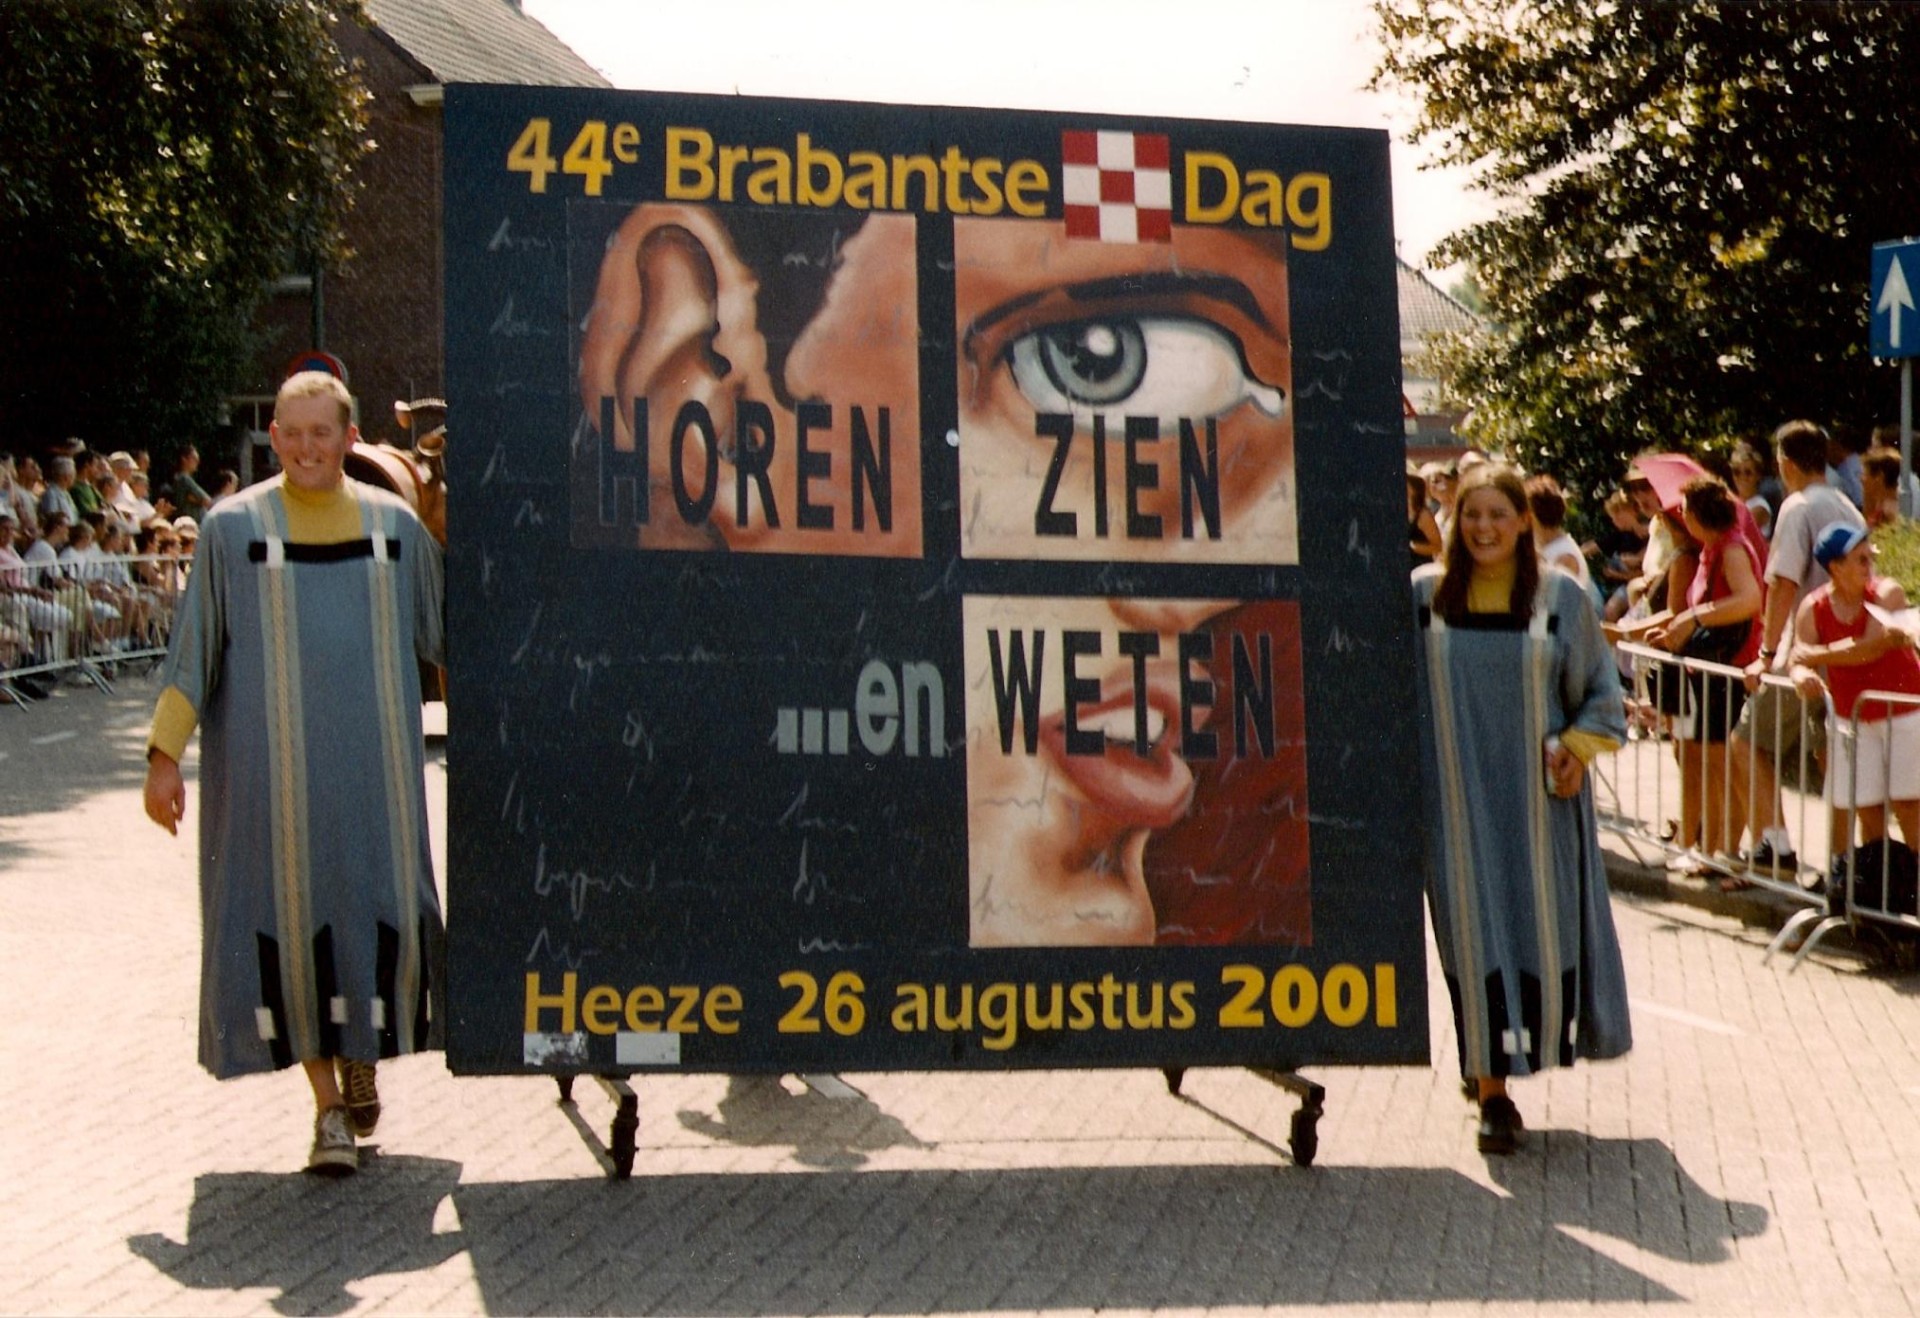 44e Brabantse Dag
HOREN ZIEN
...en WETEN
Heeze 26 augustus 2001